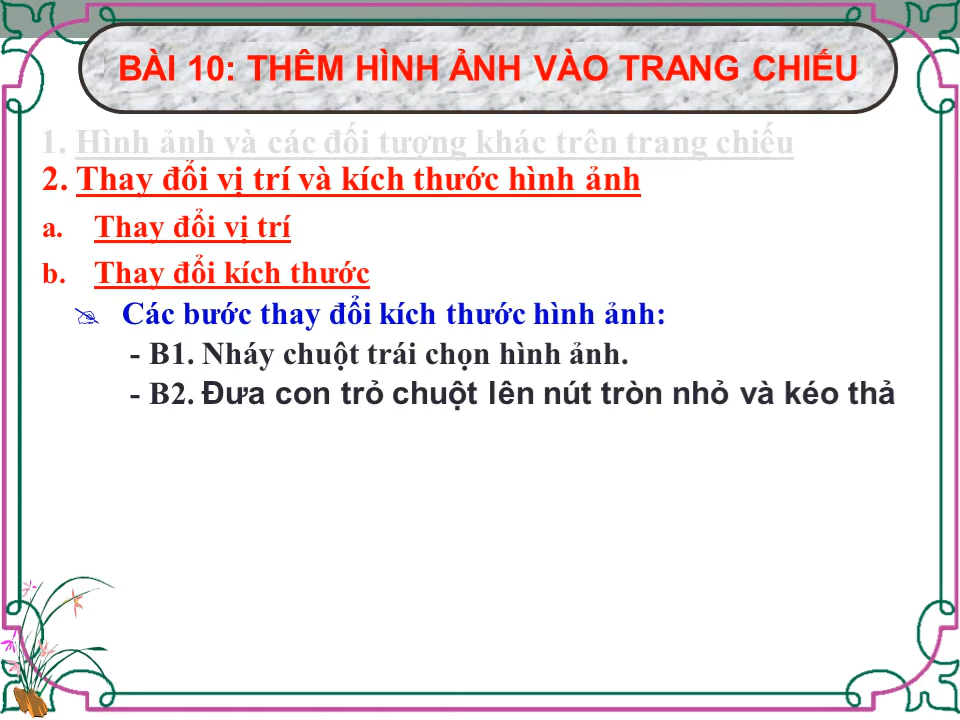 BÀI 10: THÊM HÌNH ẢNH VÀO TRANG CHIẾU
1. Hình ảnh và các đối tượng khác trên trang chiếu
2. Thay đổi vị trí và kích thước hình ảnh
a. Thay đổi vị trí
b. Thay đổi kích thước
Các bước thay đổi kích thước hình ảnh:
- B1. Nháy chuột trái chọn hình ảnh.
- B2. Đưa con trỏ chuột lên nút tròn nhỏ và kéo thả